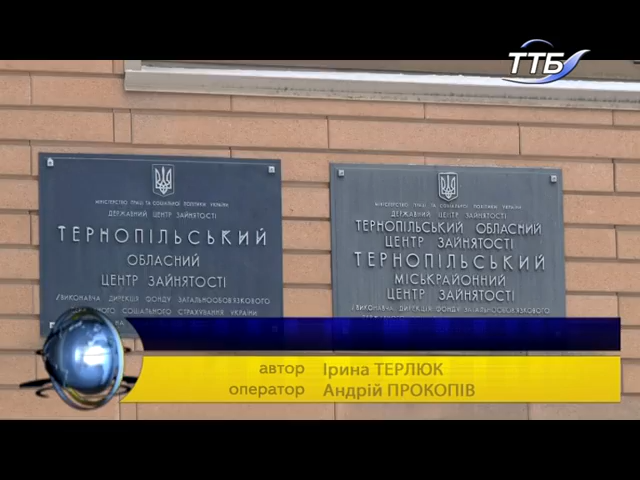 ТТБ
МІНІСТЕРСТВО ПРАЦІ ТА СОЦІАЛЬНОЇ ПОЛІТИКИ УКРАЇНИ
ДЕРЖАВНИЙ ЦЕНТР ЗАЙНЯТОСТІ
ТЕРНОПІЛЬСЬКИЙ
ОБЛАСНИЙ
ЦЕНТР ЗАЙНЯТОСТІ
/ВИКОНАВЧА ДИРЕКЦІЯ ФОНДУ ЗАГАЛЬНООБОВ'ЯЗКОВОГО
СОЦІАЛЬНОГО СТРАХУВАННЯ УКРАЇНИ
НА
МІНІСТЕРСТВО ПРАЦІ ТА СОЦІАЛЬНОЇ ПОЛІТИКИ УКРАЇНИ
ДЕРЖАВНИЙ ЦЕНТР ЗАЙНЯТОСТІ
ТЕРНОПІЛЬСЬКИЙ ОБЛАСНИЙ
ЦЕНТР ЗАЙНЯТОСТІ
ТЕРНОПІЛЬСЬКИЙ
МІСЬКРАЙОННИЙ
ЦЕНТР ЗАЙНЯТОСТІ
/ВИКОНАВЧА ДИРЕКЦІЯ ФОНДУ ЗАГАЛЬНООБОВ'ЯЗКОВОГО
автор Ірина ТЕРЛЮК
оператор Андрій ПРОКОПІВ